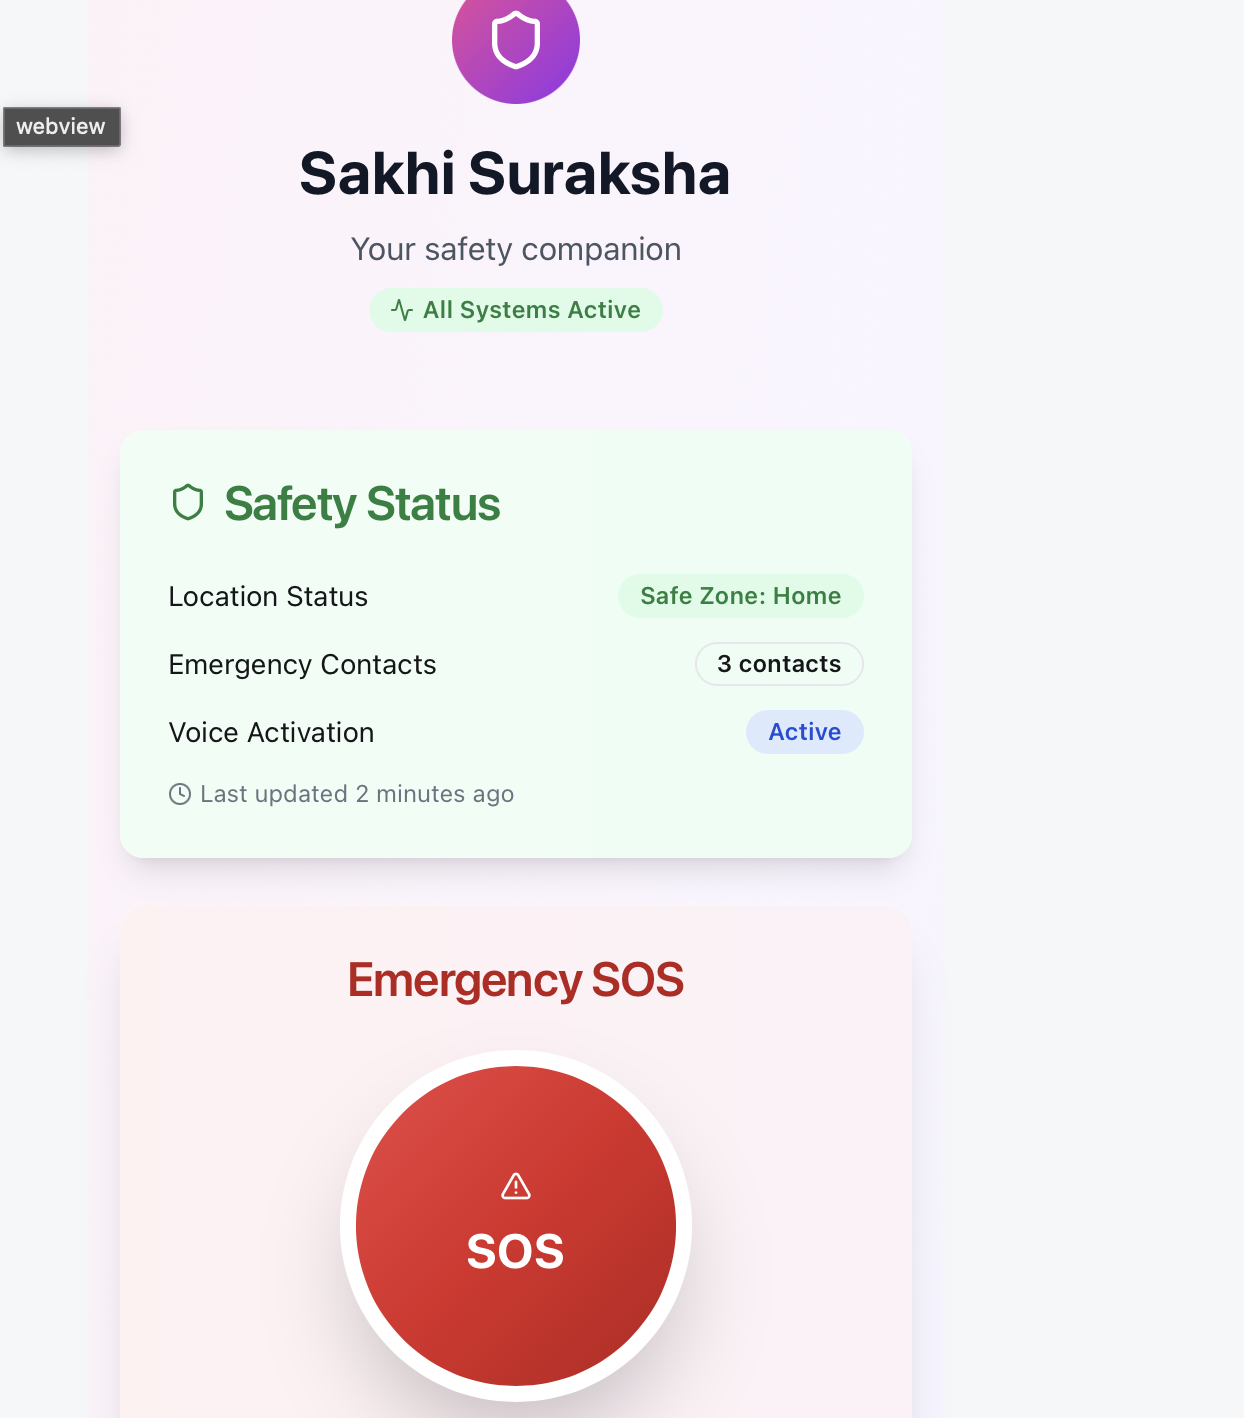 webview
Sakhi Suraksha
Your safety companion
All Systems Active
Safety Status
Location Status Safe Zone: Home
Emergency Contacts 3 contacts
Voice Activation Active
Last updated 2 minutes ago
Emergency SOS
SOS